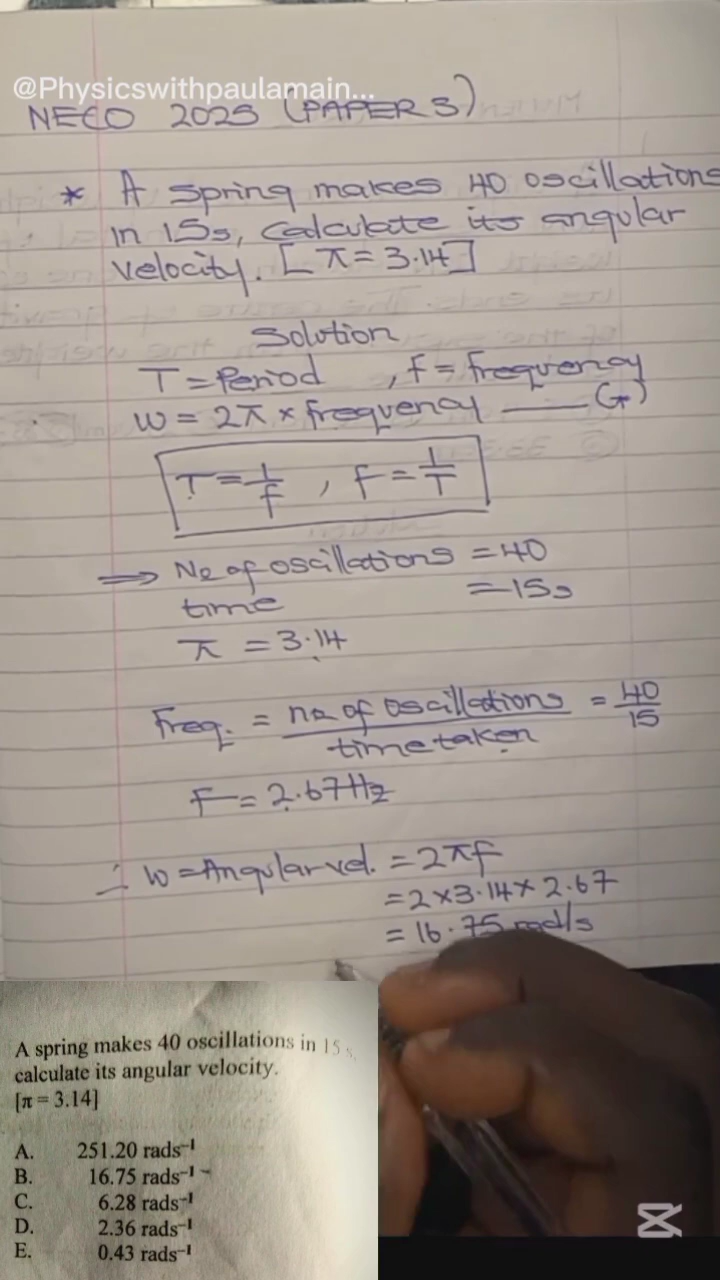 @Physicswithpaulamain...
NECO 2025 (PAPER 3)
* A spring makes 40 oscillations
in 15s, calculate its angular
velocity. [π = 3.14]
Solution
T = Period , f = frequency
W = 2π × frequency —— (*)
T = 1/f , f = 1/T
⇒ No of oscillations = 40
time = 15s
π = 3.14
Freq. = no of oscillations / time taken = 40/15
F = 2.67Hz
∴ W = Angular vel. = 2πf
= 2×3.14×2.67
= 16.75 rad/s
A spring makes 40 oscillations in 15 s,
calculate its angular velocity.
[π = 3.14]
A. 251.20 rads⁻¹
B. 16.75 rads⁻¹
C. 6.28 rads⁻¹
D. 2.36 rads⁻¹
E. 0.43 rads⁻¹